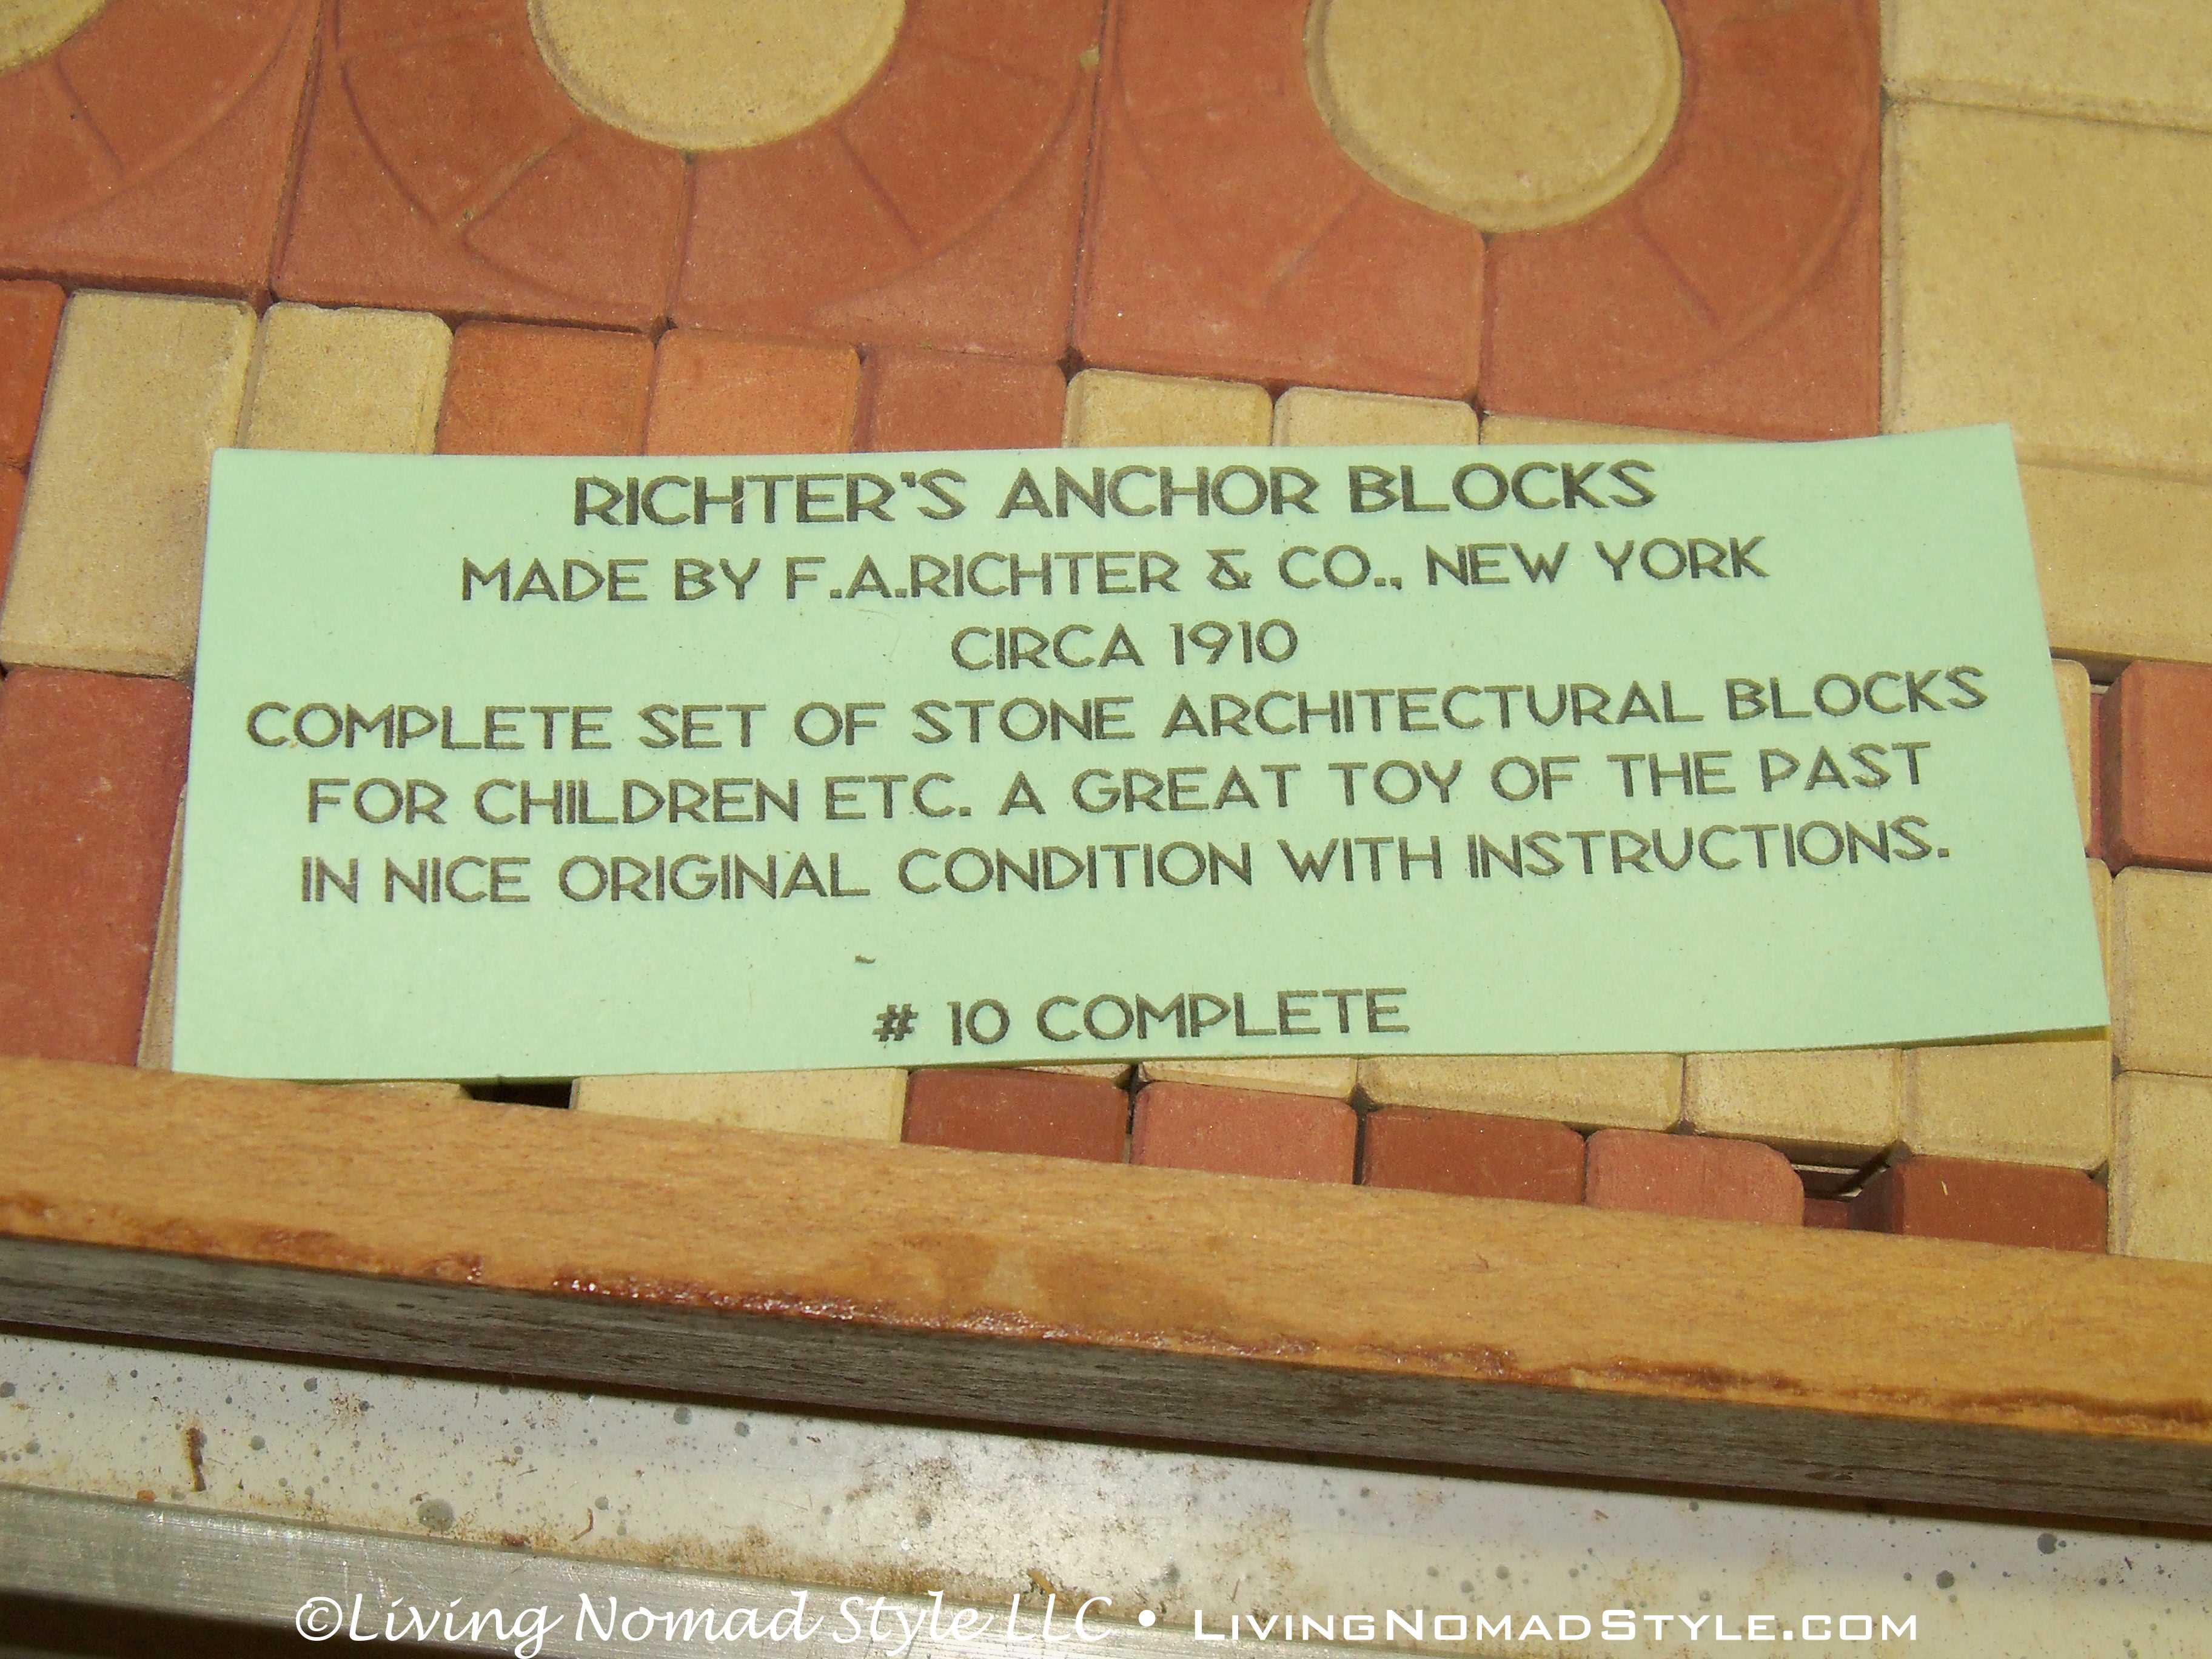 RICHTER'S ANCHOR BLOCKS
MADE BY F.A.RICHTER & CO., NEW YORK
CIRCA 1910
COMPLETE SET OF STONE ARCHITECTURAL BLOCKS
FOR CHILDREN ETC. A GREAT TOY OF THE PAST
IN NICE ORIGINAL CONDITION WITH INSTRUCTIONS.
# 10 COMPLETE
©Living Nomad Style LLC • LIVINGNOMADSTYLE.COM